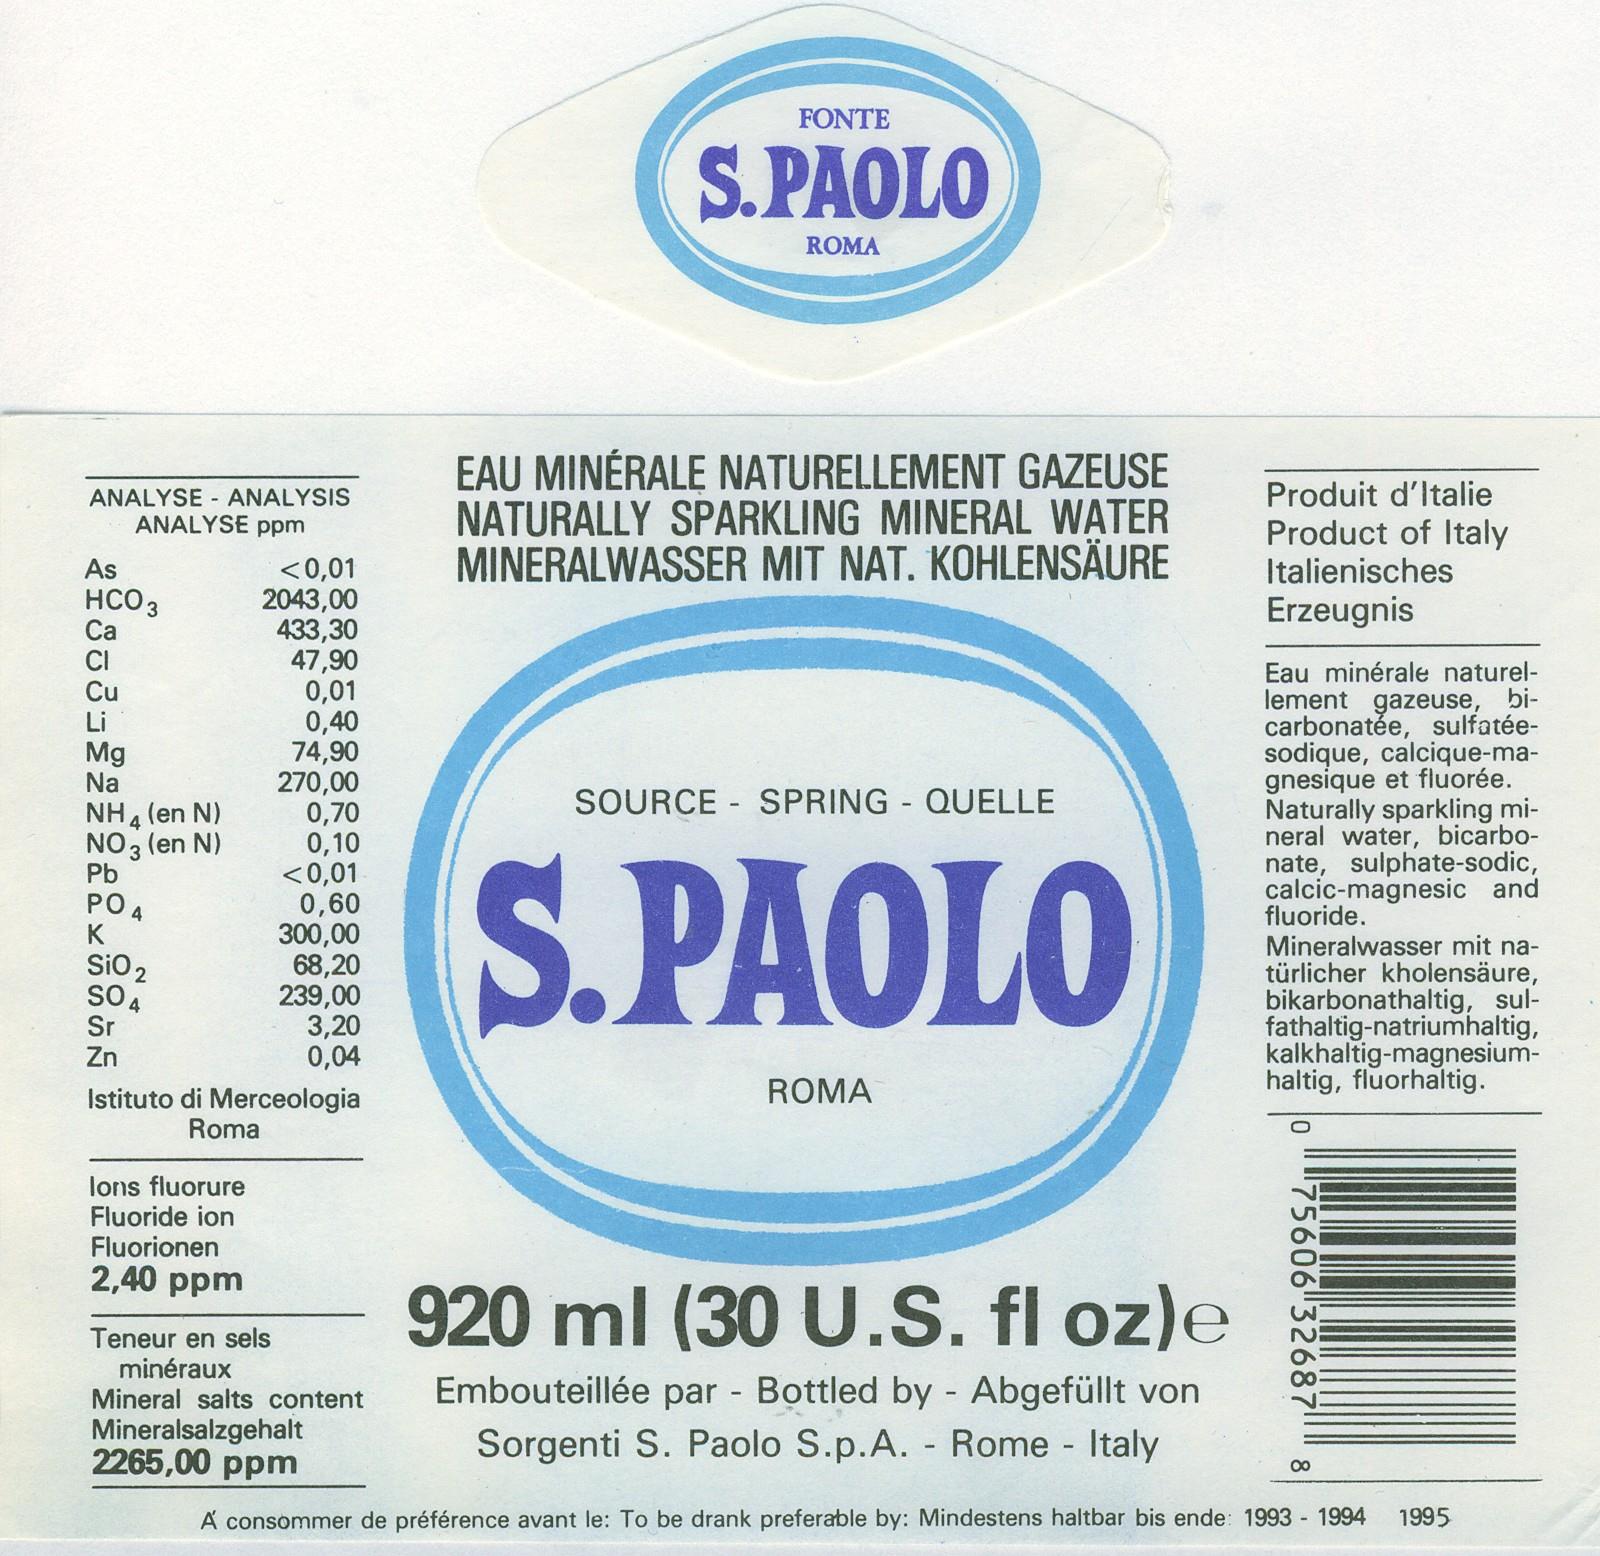 FONTE
S.PAOLO
ROMA
ANALYSE - ANALYSIS
ANALYSE ppm
As <0,01
HCO3 2043,00
Ca 433,30
Cl 47,90
Cu 0,01
Li 0,40
Mg 74,90
Na 270,00
NH4 (en N) 0,70
NO3 (en N) 0,10
Pb <0,01
PO4 0,60
K 300,00
SiO2 68,20
SO4 239,00
Sr 3,20
Zn 0,04
Istituto di Merceologia
Roma
Ions fluorure
Fluoride ion
Fluorionen
2,40 ppm
Teneur en sels
minéraux
Mineral salts content
Mineralsalzgehalt
2265,00 ppm
EAU MINÉRALE NATURELLEMENT GAZEUSE
NATURALLY SPARKLING MINERAL WATER
MINERALWASSER MIT NAT. KOHLENSÄURE
SOURCE - SPRING - QUELLE
S.PAOLO
ROMA
920 ml (30 U.S. fl oz)℮
Embouteillée par - Bottled by - Abgefüllt von
Sorgenti S. Paolo S.p.A. - Rome - Italy
Produit d'Italie
Product of Italy
Italienisches
Erzeugnis
Eau minérale naturel-
lement gazeuse, bi-
carbonatée, sulfatée-
sodique, calcique-ma-
gnesique et fluorée.
Naturally sparkling mi-
neral water, bicarbo-
nate, sulphate-sodic,
calcic-magnesic and
fluoride.
Mineralwasser mit na-
türlicher kholensäure,
bikarbonathaltig, sul-
fathaltig-natriumhaltig,
kalkhaltig-magnesium-
haltig, fluorhaltig.
0 75606 32687 8
Á consommer de préférence avant le: To be drank preferable by: Mindestens haltbar bis ende: 1993 - 1994 1995